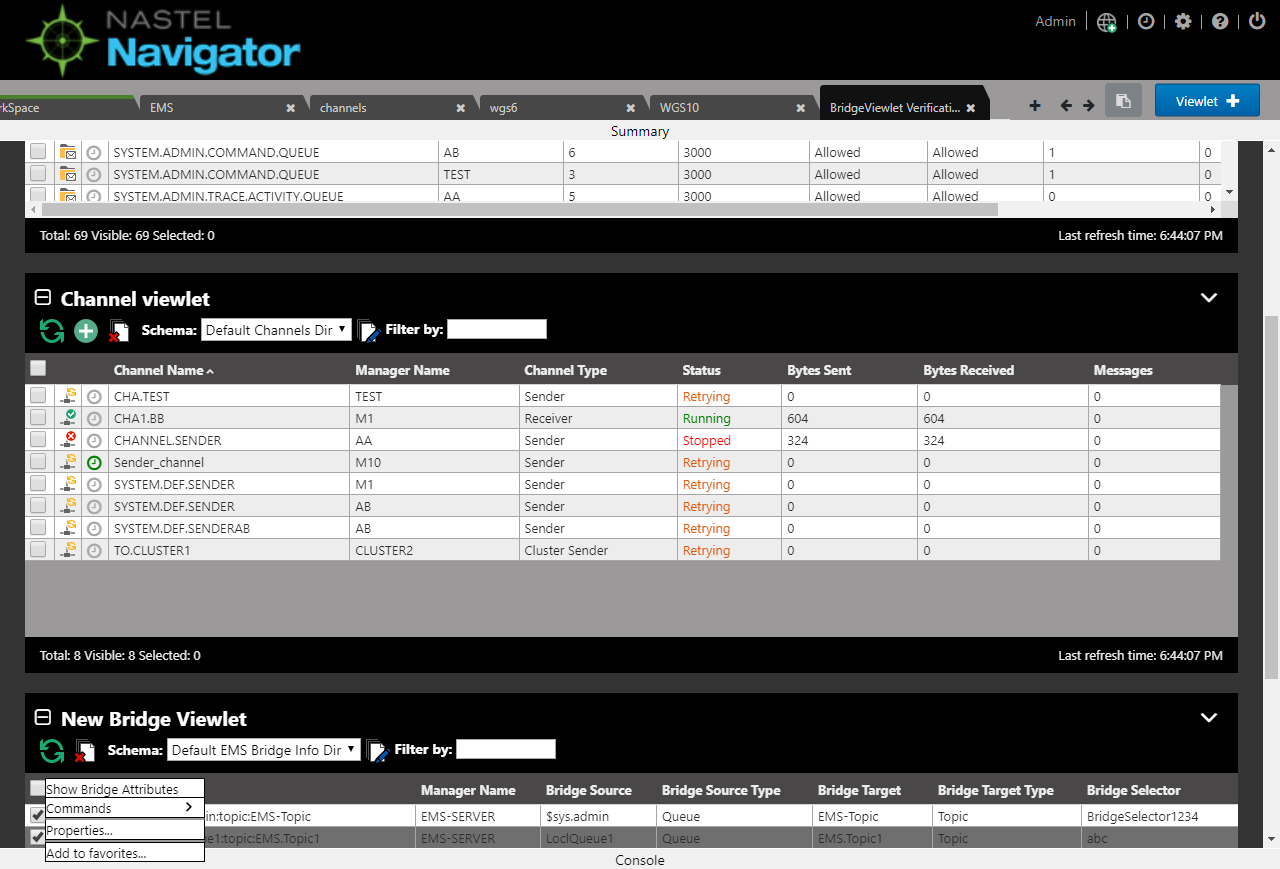 NASTEL
Navigator
Admin
rkSpace
EMS
channels
wgs6
WGS10
BridgeViewlet Verificati...
Viewlet
Summary
SYSTEM.ADMIN.COMMAND.QUEUE AB 6 3000 Allowed Allowed 1 0
SYSTEM.ADMIN.COMMAND.QUEUE TEST 3 3000 Allowed Allowed 1 0
SYSTEM.ADMIN.TRACE.ACTIVITY.QUEUE AA 5 3000 Allowed Allowed 0 0
Total: 69 Visible: 69 Selected: 0 Last refresh time: 6:44:07 PM
Channel viewlet
Schema: Default Channels Dir Filter by:
Channel Name Manager Name Channel Type Status Bytes Sent Bytes Received Messages
CHA.TEST TEST Sender Retrying 0 0 0
CHA1.BB M1 Receiver Running 604 604 0
CHANNEL.SENDER AA Sender Stopped 324 324 0
Sender_channel M10 Sender Retrying 0 0 0
SYSTEM.DEF.SENDER M1 Sender Retrying 0 0 0
SYSTEM.DEF.SENDER AB Sender Retrying 0 0 0
SYSTEM.DEF.SENDERAB AB Sender Retrying 0 0 0
TO.CLUSTER1 CLUSTER2 Cluster Sender Retrying 0 0 0
Total: 8 Visible: 8 Selected: 0 Last refresh time: 6:44:07 PM
New Bridge Viewlet
Schema: Default EMS Bridge Info Dir Filter by:
Manager Name Bridge Source Bridge Source Type Bridge Target Bridge Target Type Bridge Selector
Show Bridge Attributes
Commands
Properties...
Add to favorites...
in:topic:EMS-Topic EMS-SERVER $sys.admin Queue EMS-Topic Topic BridgeSelector1234
e1:topic:EMS.Topic1 EMS-SERVER LoclQueue1 Queue EMS.Topic1 Topic abc
Console